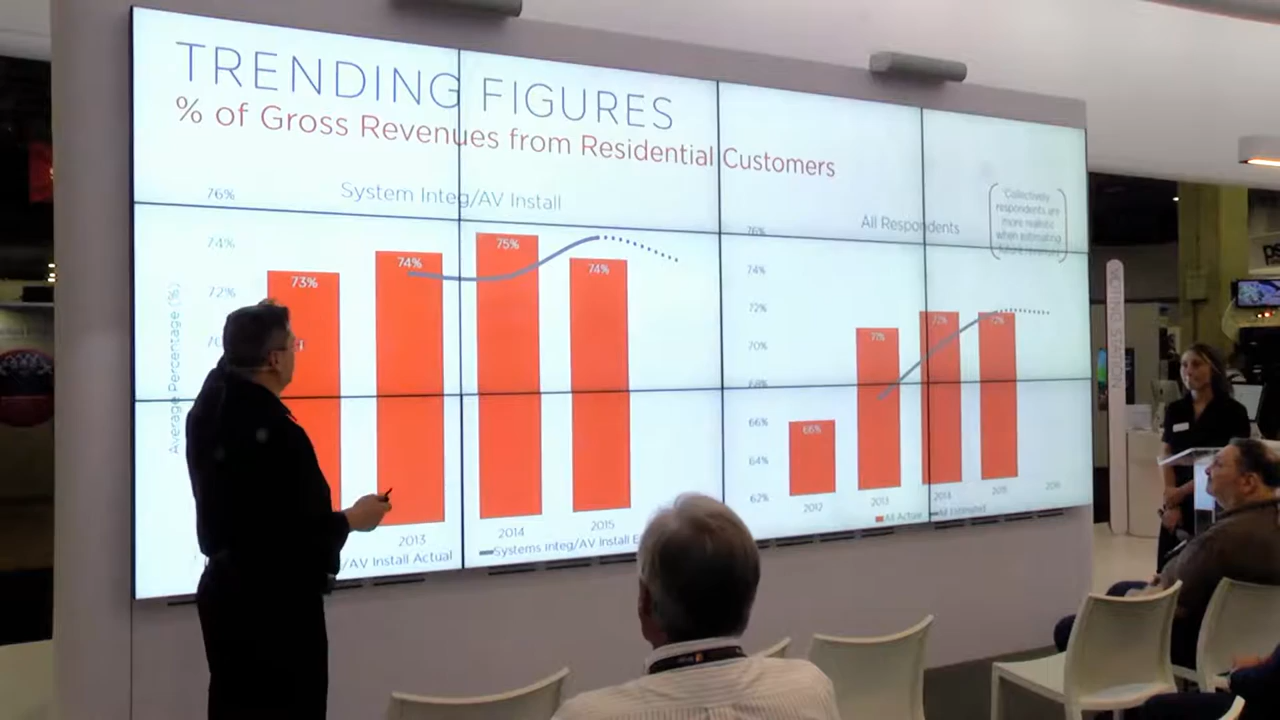 TRENDING FIGURES
% of Gross Revenues from Residential Customers
System Integ/AV Install
76%
74%
72%
Average Percentage (%)
73%
74%
75%
74%
2013
2014
2015
/AV Install Actual
Systems Integ/AV Install E
All Respondents
"Collectively
respondents are
more realistic
when estimating
76%
74%
72%
70%
68%
66%
64%
62%
66%
71%
72%
72%
2012
2013
2014
2015
2016
All Actual
All Estimated
VOTING STATION